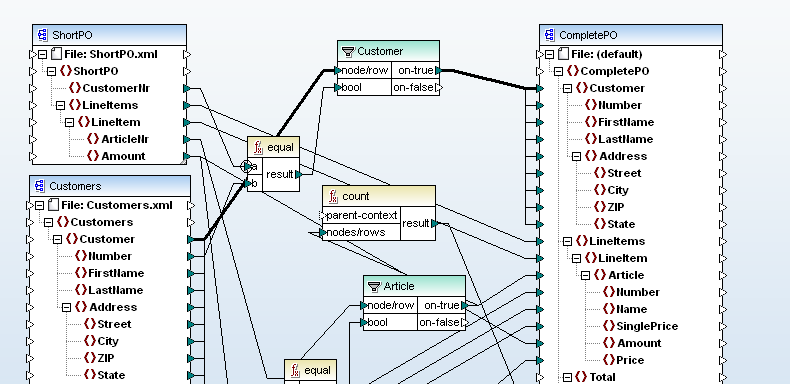 ShortPO
File: ShortPO.xml
ShortPO
CustomerNr
LineItems
LineItem
ArticleNr
Amount
Customers
File: Customers.xml
Customers
Customer
Number
FirstName
LastName
Address
Street
City
ZIP
State
Customer
node/row on-true
bool on-false
equal
a
b
result
count
parent-context
nodes/rows
result
Article
node/row on-true
bool on-false
equal
CompletePO
File: (default)
CompletePO
Customer
Number
FirstName
LastName
Address
Street
City
ZIP
State
LineItems
LineItem
Article
Number
Name
SinglePrice
Amount
Price
Total